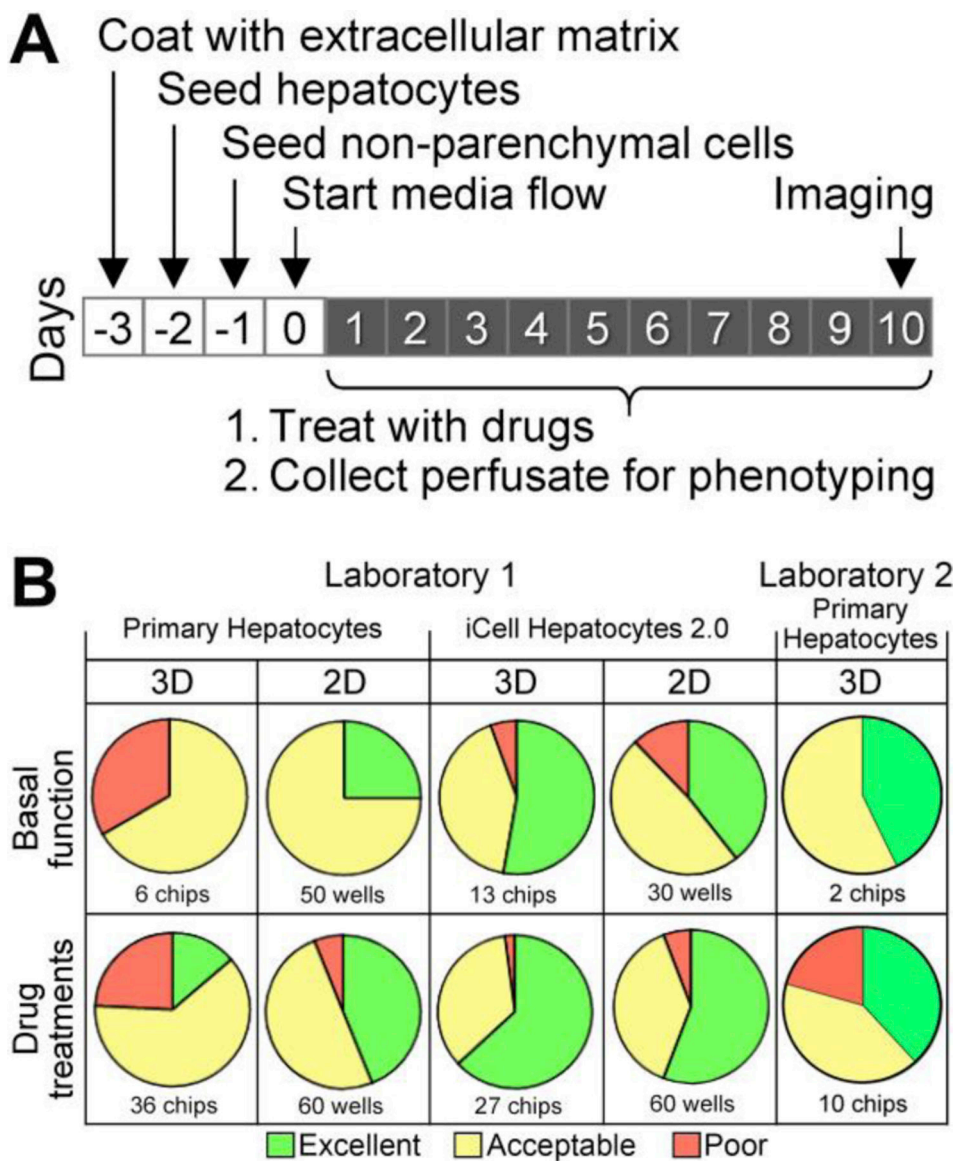 A
Coat with extracellular matrix
Seed hepatocytes
Seed non-parenchymal cells
Start media flow
Imaging
Days
-3 -2 -1 0 1 2 3 4 5 6 7 8 9 10
1. Treat with drugs
2. Collect perfusate for phenotyping
B
Laboratory 1
Laboratory 2
Primary Hepatocytes
iCell Hepatocytes 2.0
Primary
Hepatocytes
3D 2D 3D 2D 3D
Basal
function
6 chips 50 wells 13 chips 30 wells 2 chips
Drug
treatments
36 chips 60 wells 27 chips 60 wells 10 chips
Excellent Acceptable Poor